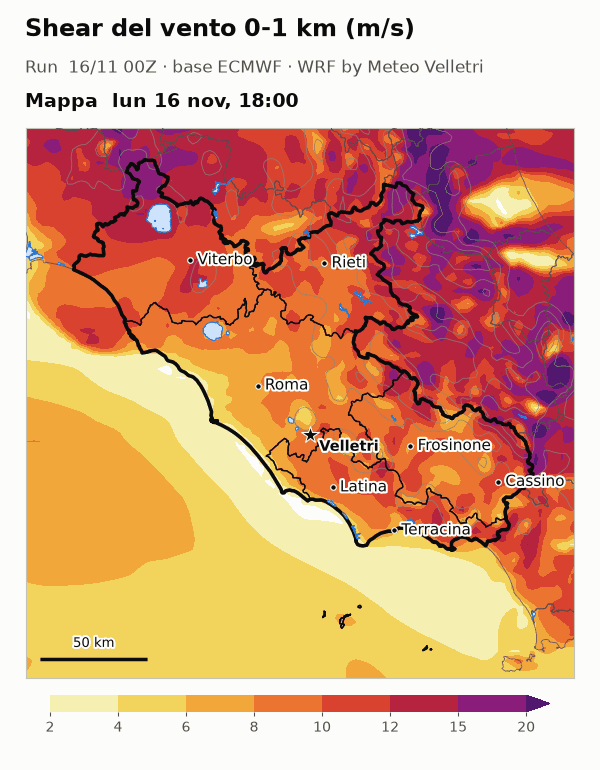 Shear del vento 0-1 km (m/s)
Run  16/11 00Z · base ECMWF · WRF by Meteo Velletri
Mappa  lun 16 nov, 18:00
Viterbo
Rieti
Roma
Velletri
Frosinone
Latina
Cassino
Terracina
50 km
2 4 6 8 10 12 15 20